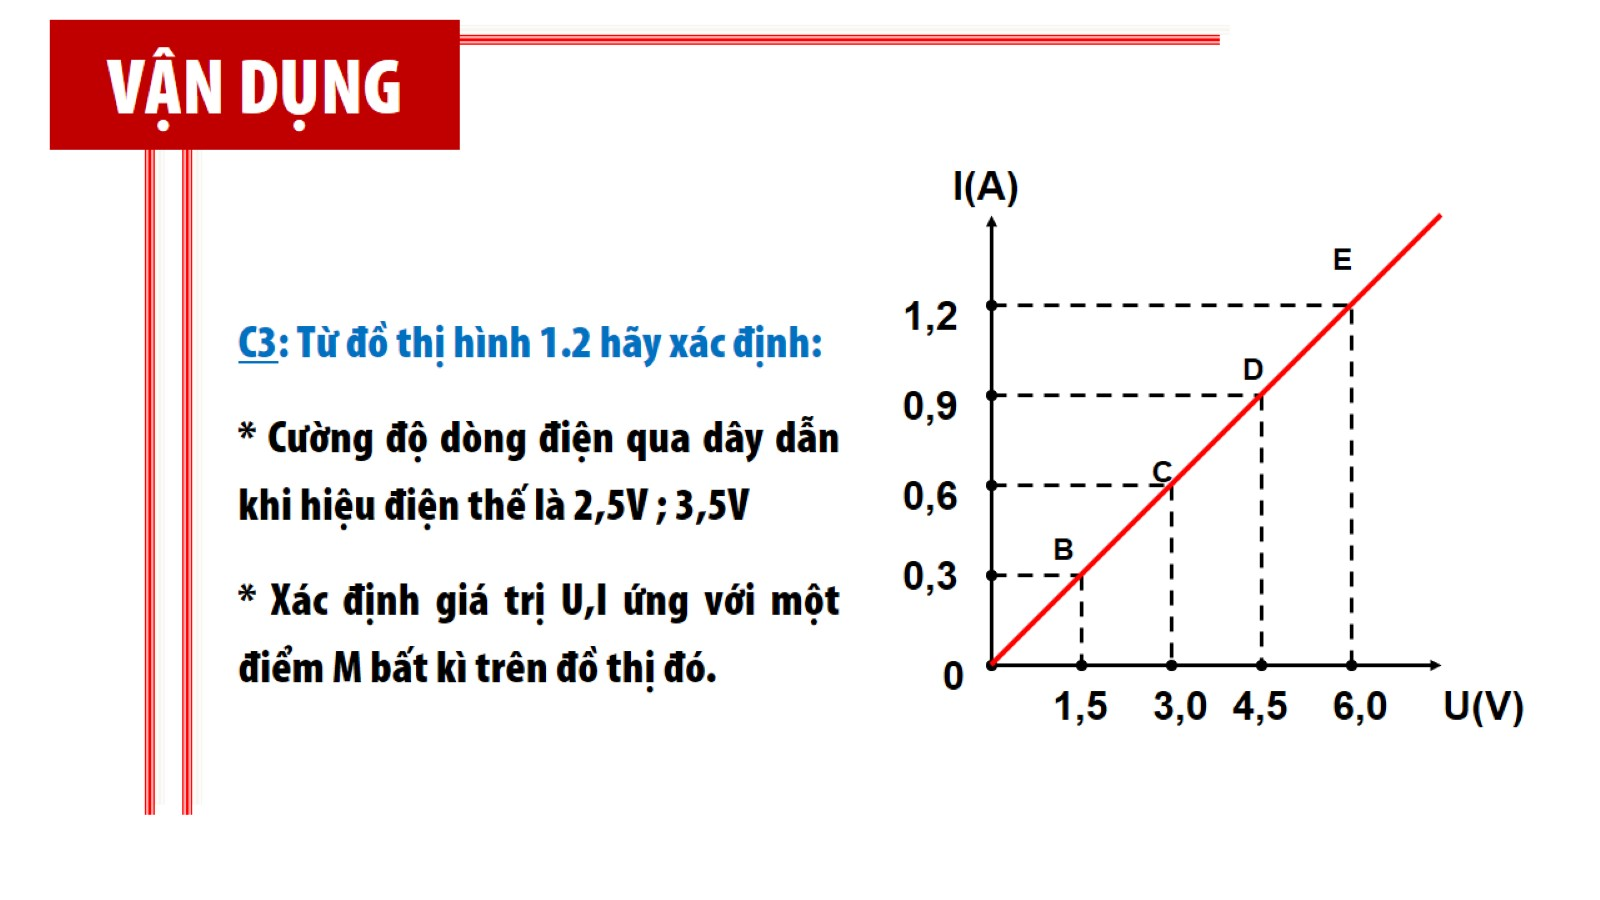 VẬN DỤNG
C3: Từ đồ thị hình 1.2 hãy xác định:
* Cường độ dòng điện qua dây dẫn
khi hiệu điện thế là 2,5V ; 3,5V
* Xác định giá trị U,I ứng với một
điểm M bất kì trên đồ thị đó.
I(A)
E
1,2
D
0,9
C
0,6
B
0,3
0
1,5 3,0 4,5 6,0 U(V)